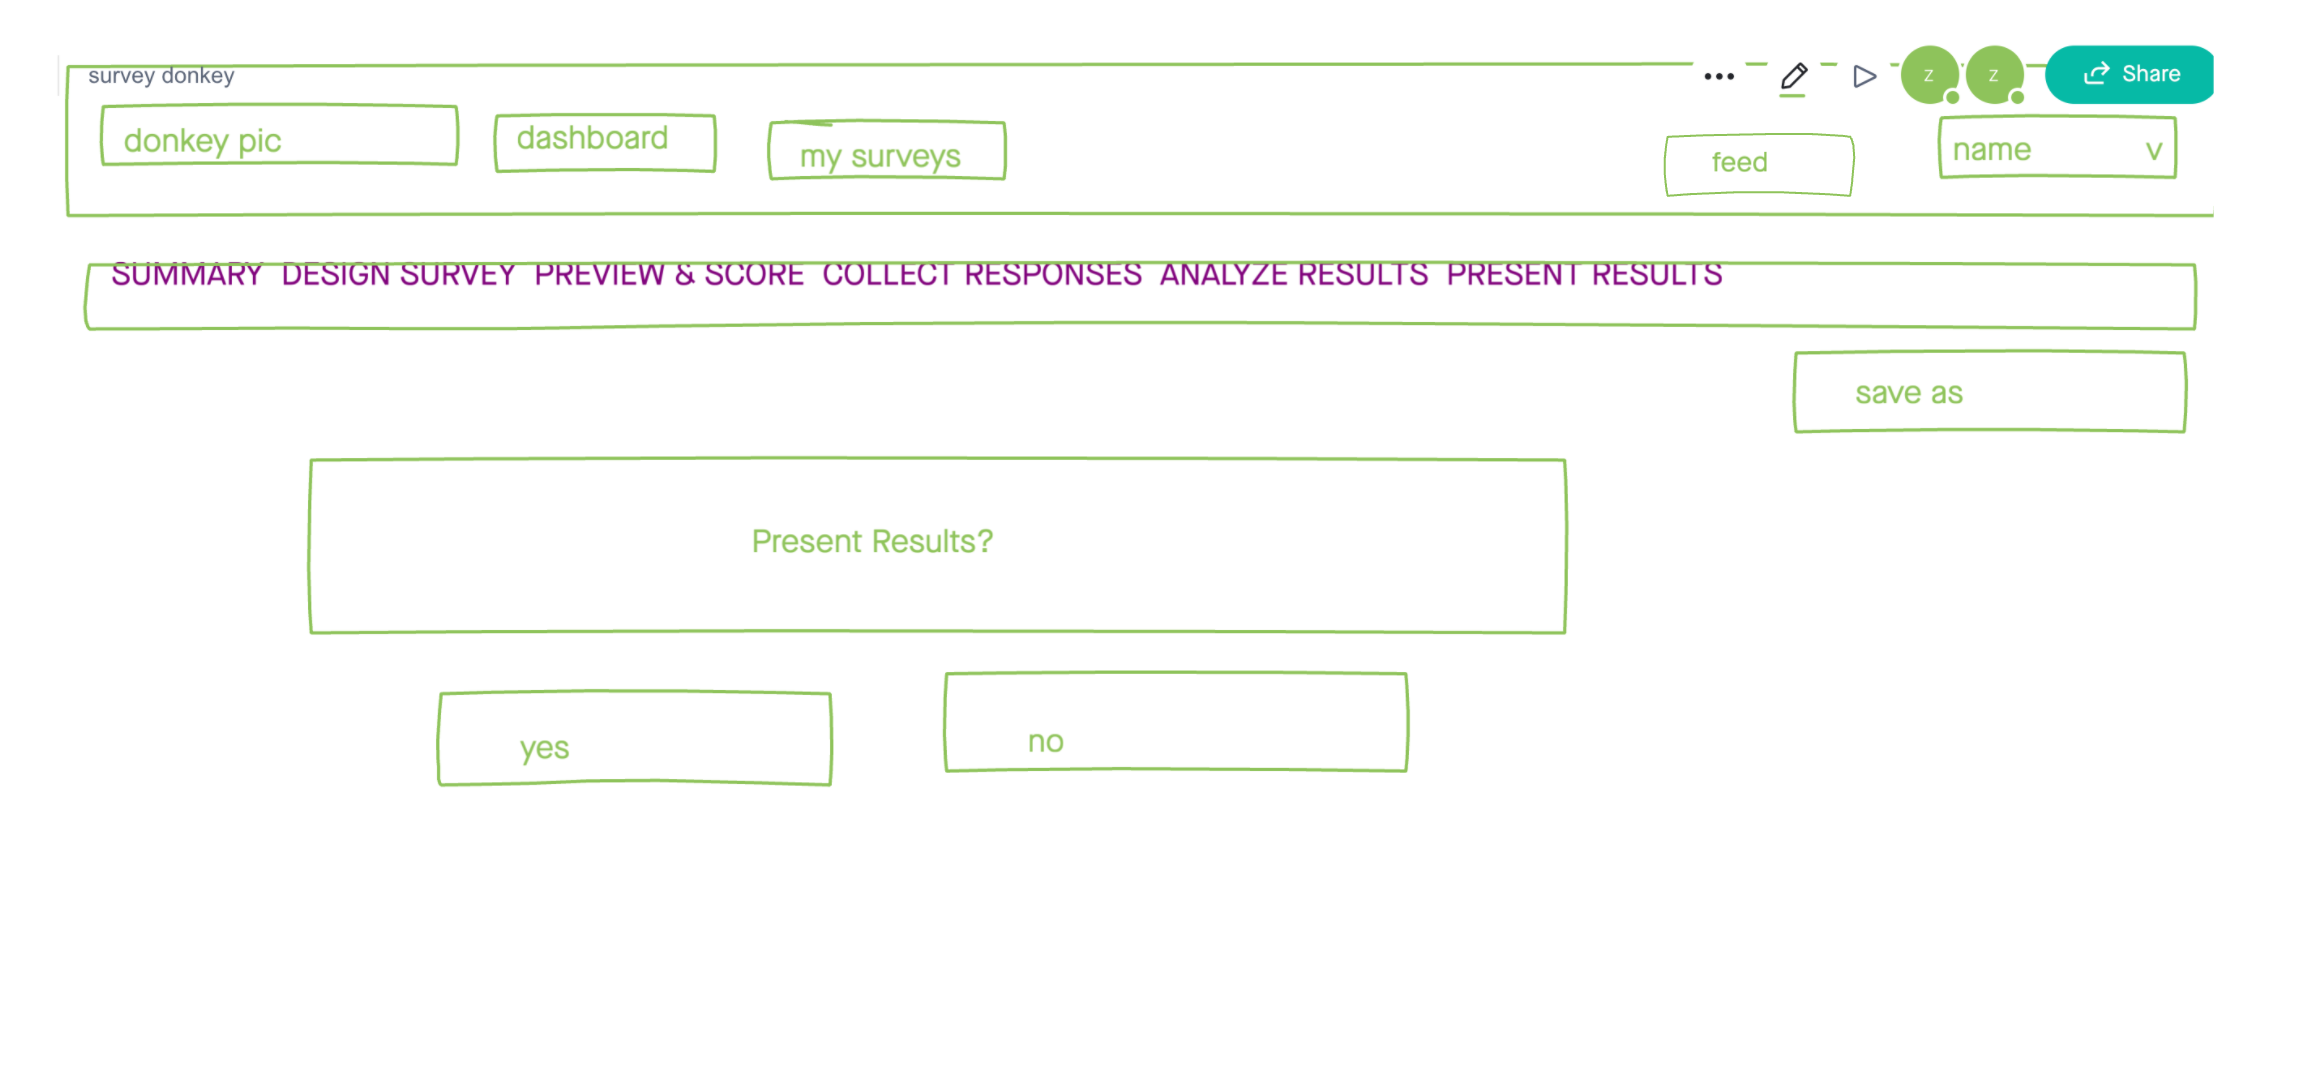 survey donkey
Z Z Share
donkey pic dashboard my surveys feed name v
SUMMARY DESIGN SURVEY PREVIEW & SCORE COLLECT RESPONSES ANALYZE RESULTS PRESENT RESULTS
save as
Present Results?
yes no